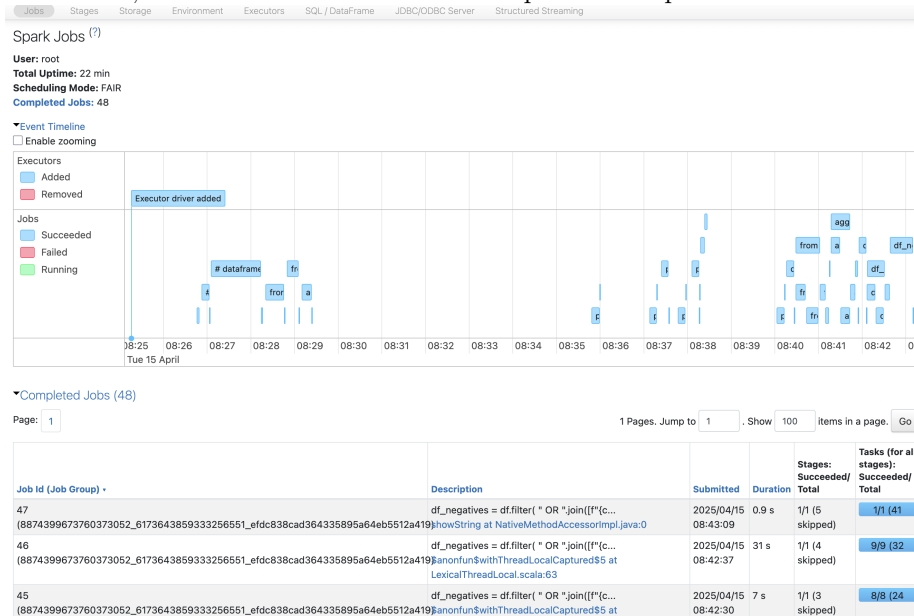 Jobs Stages Storage Environment Executors SQL / DataFrame JDBC/ODBC Server Structured Streaming
Spark Jobs (?)
User: root
Total Uptime: 22 min
Scheduling Mode: FAIR
Completed Jobs: 48
Event Timeline
Enable zooming
Executors
Added
Removed
Executor driver added
Jobs
Succeeded
Failed
Running
agg
from a c df_n
# dataframe fr p p c df_
# fror a fr c
p p p p fr a c
08:25 08:26 08:27 08:28 08:29 08:30 08:31 08:32 08:33 08:34 08:35 08:36 08:37 08:38 08:39 08:40 08:41 08:42 0
Tue 15 April
Completed Jobs (48)
Page: 1 1 Pages. Jump to 1 . Show 100 items in a page. Go
Job Id (Job Group) Description Submitted Duration Stages: Succeeded/Total Tasks (for al stages): Succeeded/Total
47 df_negatives = df.filter( " OR ".join([f"{c... 2025/04/15 0.9 s 1/1 (5 1/1 (41
(8874399673760373052_6173643859333256551_efdc838cad364335895a64eb5512a419) showString at NativeMethodAccessorImpl.java:0 08:43:09 skipped)
46 df_negatives = df.filter( " OR ".join([f"{c... 2025/04/15 31 s 1/1 (4 9/9 (32
(8874399673760373052_6173643859333256551_efdc838cad364335895a64eb5512a419) $anonfun$withThreadLocalCaptured$5 at 08:42:37 skipped)
LexicalThreadLocal.scala:63
45 df_negatives = df.filter( " OR ".join([f"{c... 2025/04/15 7 s 1/1 (3 8/8 (24
(8874399673760373052_6173643859333256551_efdc838cad364335895a64eb5512a419) $anonfun$withThreadLocalCaptured$5 at 08:42:30 skipped)